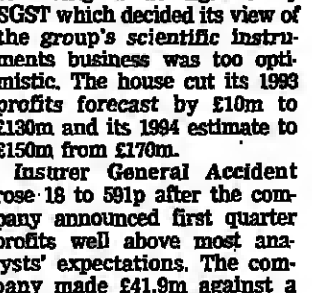 SGST which decided its view of
the group's scientific instru-
ments business was too opti-
mistic. The house cut its 1993
profits forecast by £10m to
£130m and its 1994 estimate to
£150m from £170m.
Insurer General Accident
rose 18 to 591p after the com-
pany announced first quarter
profits well above most ana-
lysts' expectations. The com-
pany made £41.9m against a